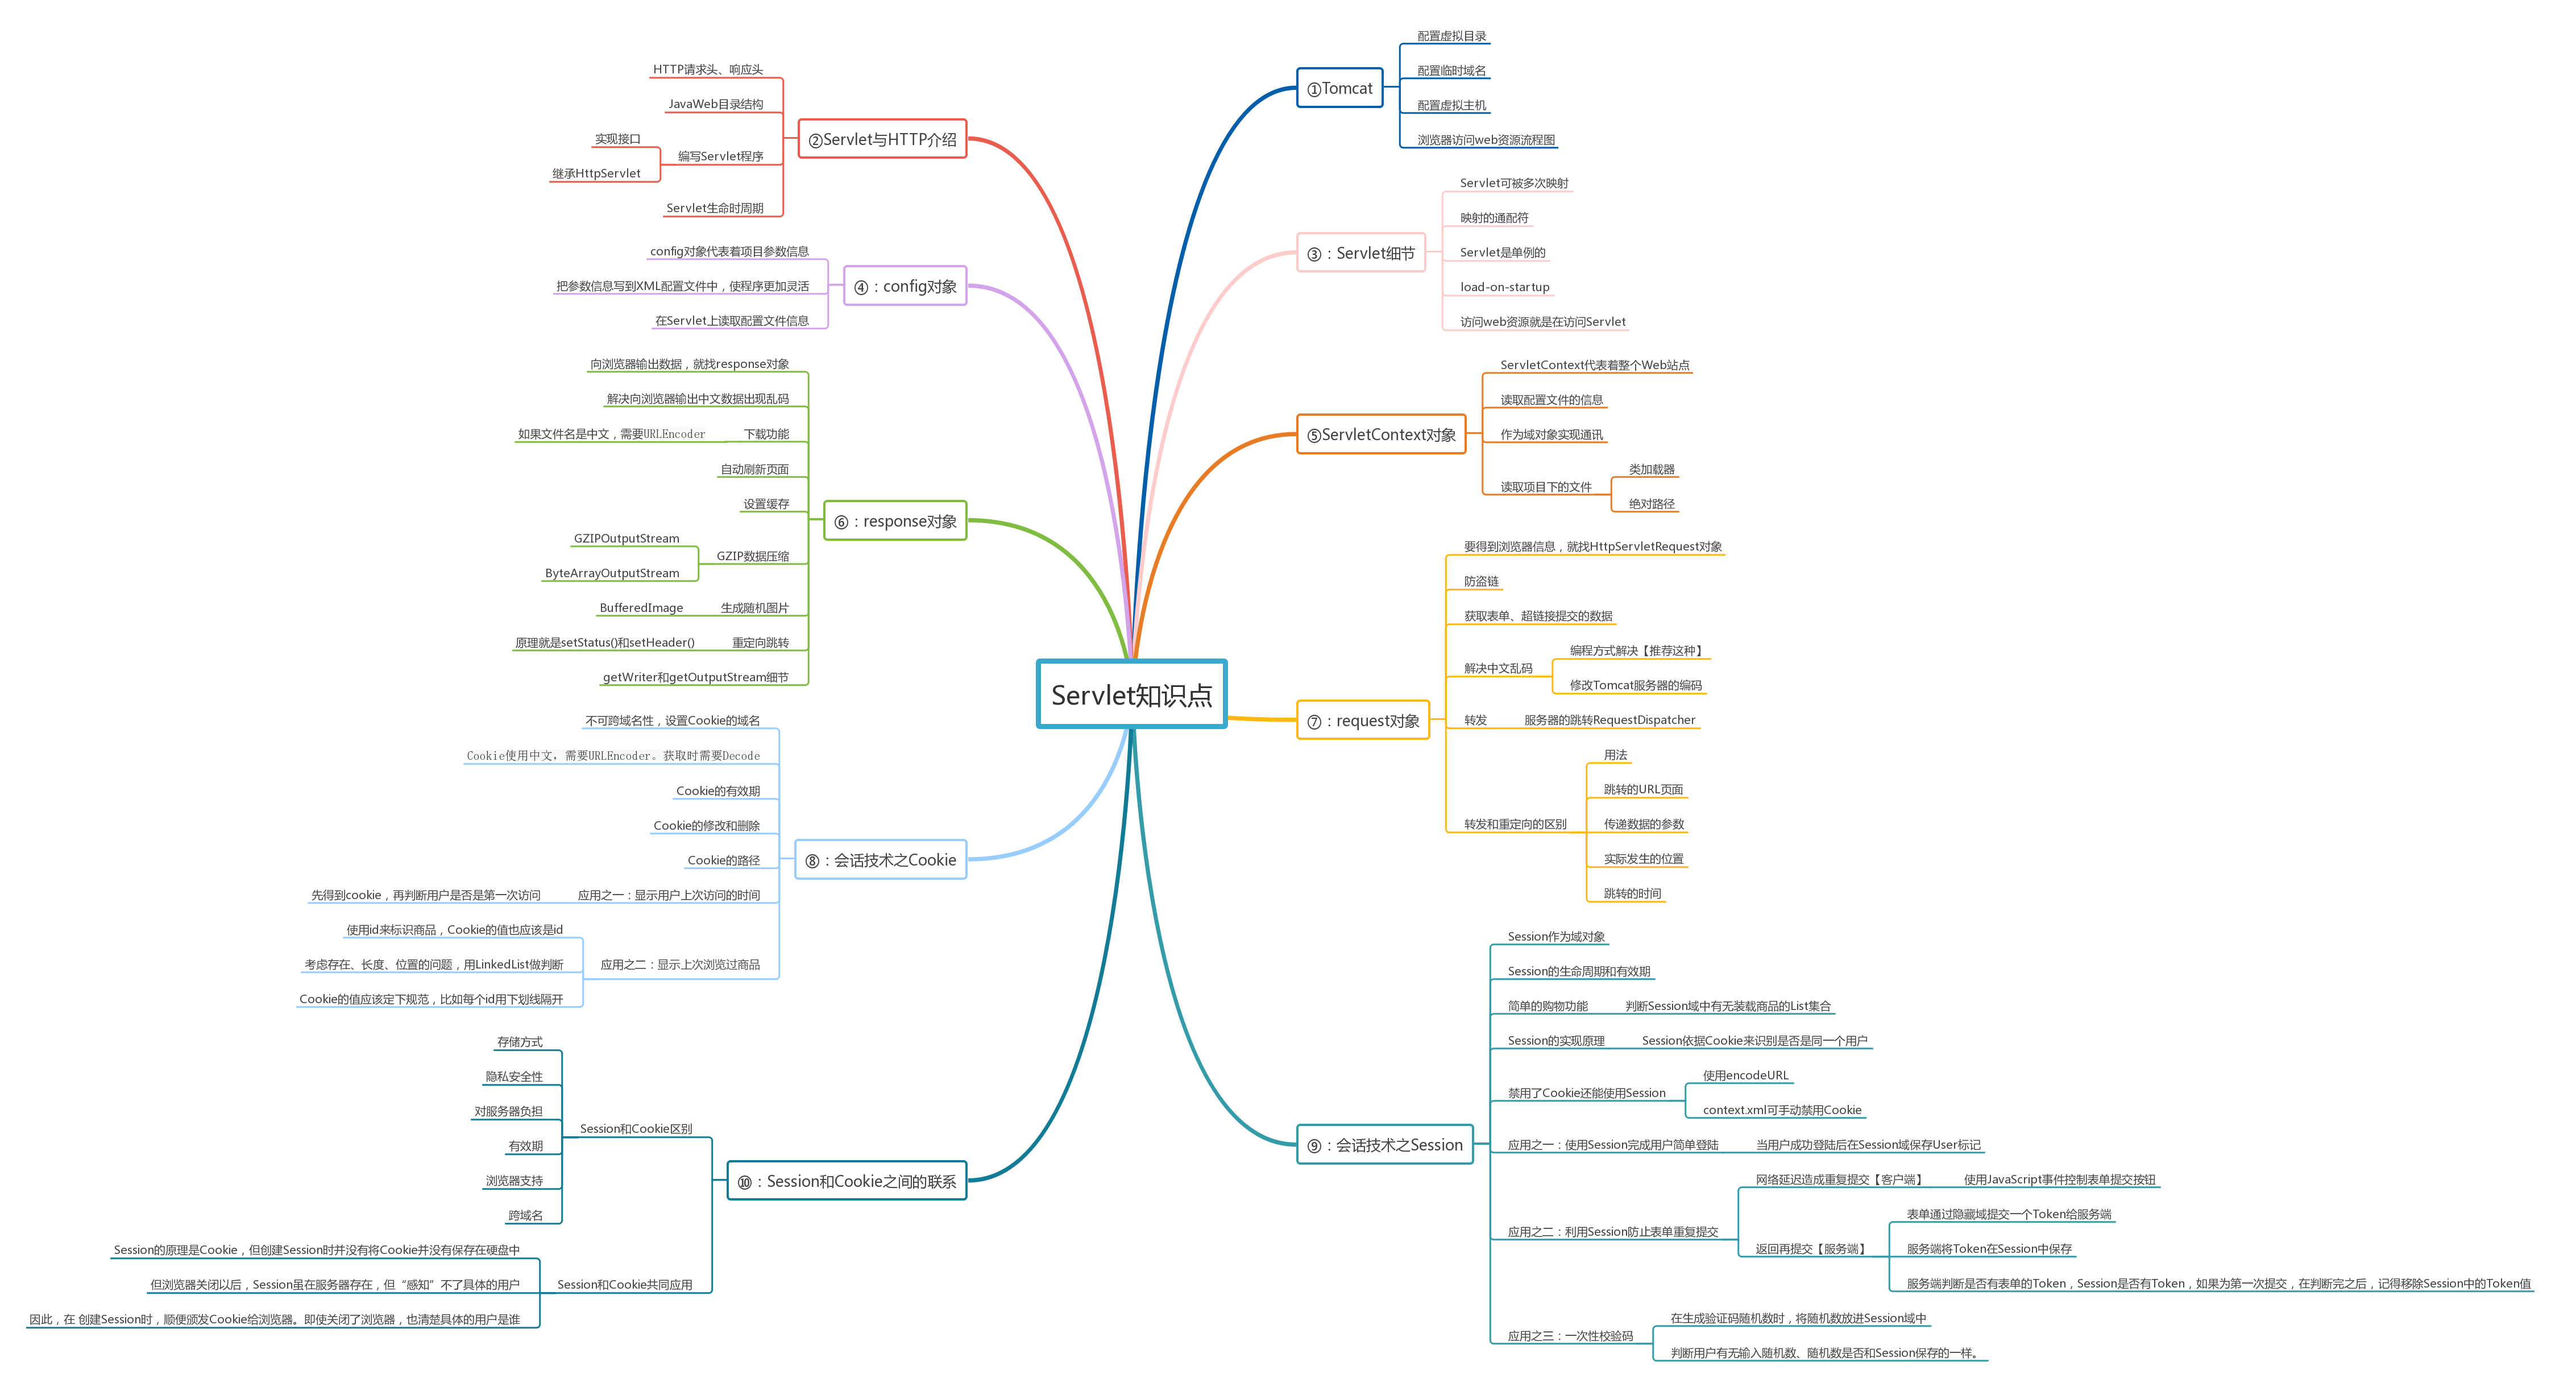 Servlet知识点
①Tomcat
配置虚拟目录
配置临时域名
配置虚拟主机
浏览器访问web资源流程图
②Servlet与HTTP介绍
HTTP请求头、响应头
JavaWeb目录结构
编写Servlet程序
实现接口
继承HttpServlet
Servlet生命时周期
③：Servlet细节
Servlet可被多次映射
映射的通配符
Servlet是单例的
load-on-startup
访问web资源就是在访问Servlet
④：config对象
config对象代表着项目参数信息
把参数信息写到XML配置文件中，使程序更加灵活
在Servlet上读取配置文件信息
⑤ServletContext对象
ServletContext代表着整个Web站点
读取配置文件的信息
作为域对象实现通讯
读取项目下的文件
类加载器
绝对路径
⑥：response对象
向浏览器输出数据，就找response对象
解决向浏览器输出中文数据出现乱码
下载功能
如果文件名是中文，需要URLEncoder
自动刷新页面
设置缓存
GZIP数据压缩
GZIPOutputStream
ByteArrayOutputStream
生成随机图片
BufferedImage
重定向跳转
原理就是setStatus()和setHeader()
getWriter和getOutputStream细节
⑦：request对象
要得到浏览器信息，就找HttpServletRequest对象
防盗链
获取表单、超链接提交的数据
解决中文乱码
编程方式解决【推荐这种】
修改Tomcat服务器的编码
转发
服务器的跳转RequestDispatcher
转发和重定向的区别
用法
跳转的URL页面
传递数据的参数
实际发生的位置
跳转的时间
⑧：会话技术之Cookie
不可跨域名性，设置Cookie的域名
Cookie使用中文，需要URLEncoder。获取时需要Decode
Cookie的有效期
Cookie的修改和删除
Cookie的路径
应用之一：显示用户上次访问的时间
先得到cookie，再判断用户是否是第一次访问
应用之二：显示上次浏览过商品
使用id来标识商品，Cookie的值也应该是id
考虑存在、长度、位置的问题，用LinkedList做判断
Cookie的值应该定下规范，比如每个id用下划线隔开
⑨：会话技术之Session
Session作为域对象
Session的生命周期和有效期
简单的购物功能
判断Session域中有无装载商品的List集合
Session的实现原理
Session依据Cookie来识别是否是同一个用户
禁用了Cookie还能使用Session
使用encodeURL
context.xml可手动禁用Cookie
应用之一：使用Session完成用户简单登陆
当用户成功登陆后在Session域保存User标记
应用之二：利用Session防止表单重复提交
网络延迟造成重复提交【客户端】
使用JavaScript事件控制表单提交按钮
返回再提交【服务端】
表单通过隐藏域提交一个Token给服务端
服务端将Token在Session中保存
服务端判断是否有表单的Token，Session是否有Token，如果为第一次提交，在判断完之后，记得移除Session中的Token值
应用之三：一次性校验码
在生成验证码随机数时，将随机数放进Session域中
判断用户有无输入随机数、随机数是否和Session保存的一样。
⑩：Session和Cookie之间的联系
Session和Cookie区别
存储方式
隐私安全性
对服务器负担
有效期
浏览器支持
跨域名
Session和Cookie共同应用
Session的原理是Cookie，但创建Session时并没有将Cookie并没有保存在硬盘中
但浏览器关闭以后，Session虽在服务器存在，但“感知”不了具体的用户
因此，在 创建Session时，顺便颁发Cookie给浏览器。即使关闭了浏览器，也清楚具体的用户是谁